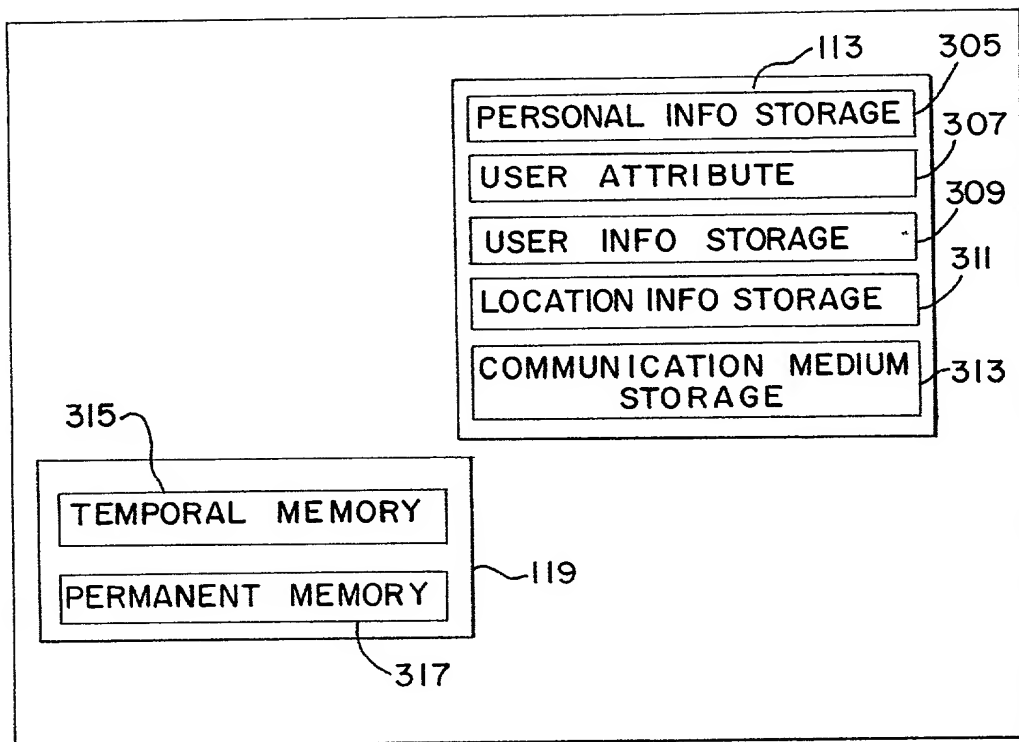 113
305
PERSONAL INFO STORAGE
307
USER ATTRIBUTE
309
USER INFO STORAGE
311
LOCATION INFO STORAGE
COMMUNICATION MEDIUM
STORAGE
313
315
TEMPORAL MEMORY
119
PERMANENT MEMORY
317